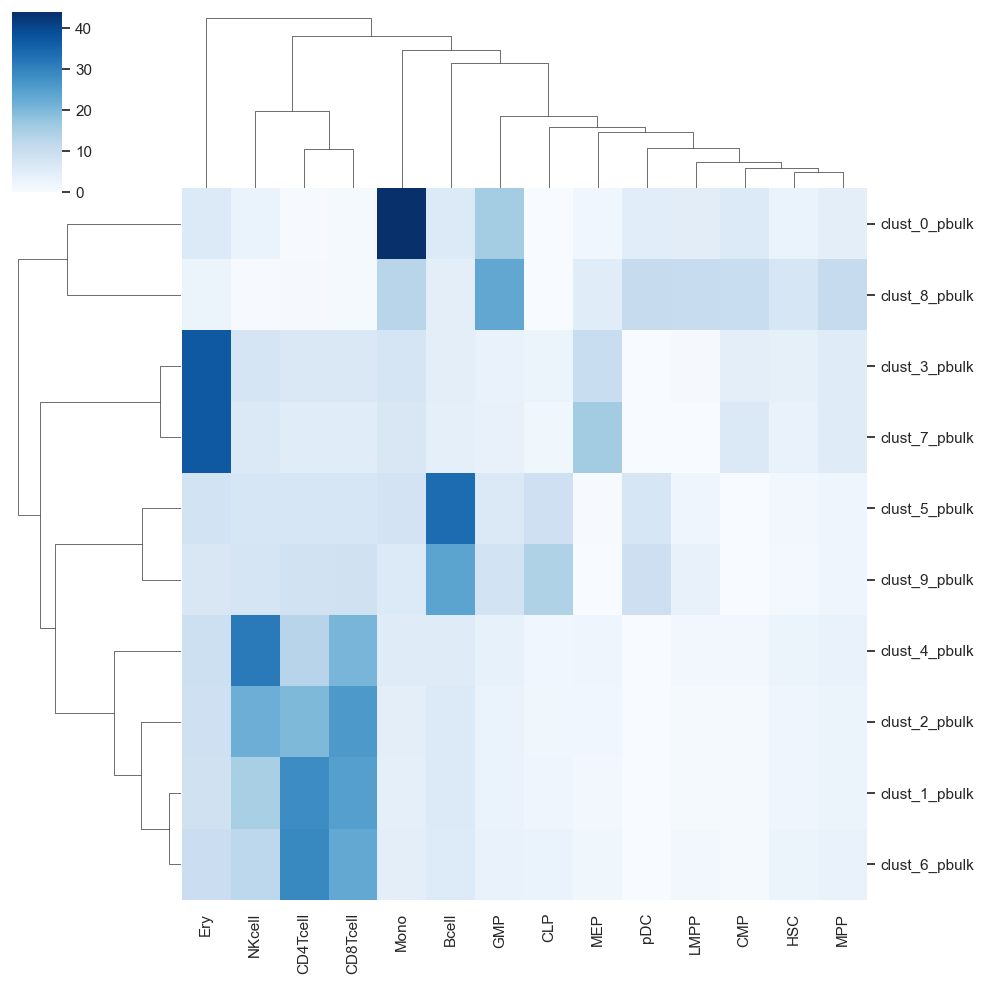 40
30
20
10
0
clust_0_pbulk
clust_8_pbulk
clust_3_pbulk
clust_7_pbulk
clust_5_pbulk
clust_9_pbulk
clust_4_pbulk
clust_2_pbulk
clust_1_pbulk
clust_6_pbulk
Ery
NKcell
CD4Tcell
CD8Tcell
Mono
Bcell
GMP
CLP
MEP
pDC
LMPP
CMP
HSC
MPP